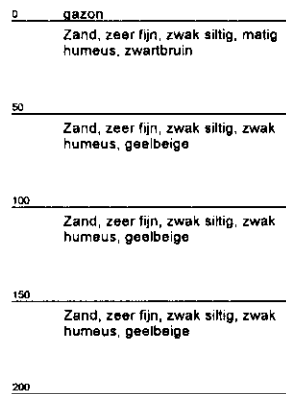 0 gazon
Zand, zeer fijn, zwak siltig, matig
humeus, zwartbruin
50
Zand, zeer fijn, zwak siltig, zwak
humeus, geelbeige
100
Zand, zeer fijn, zwak siltig, zwak
humeus, geelbeige
150
Zand, zeer fijn, zwak siltig, zwak
humeus, geelbeige
200